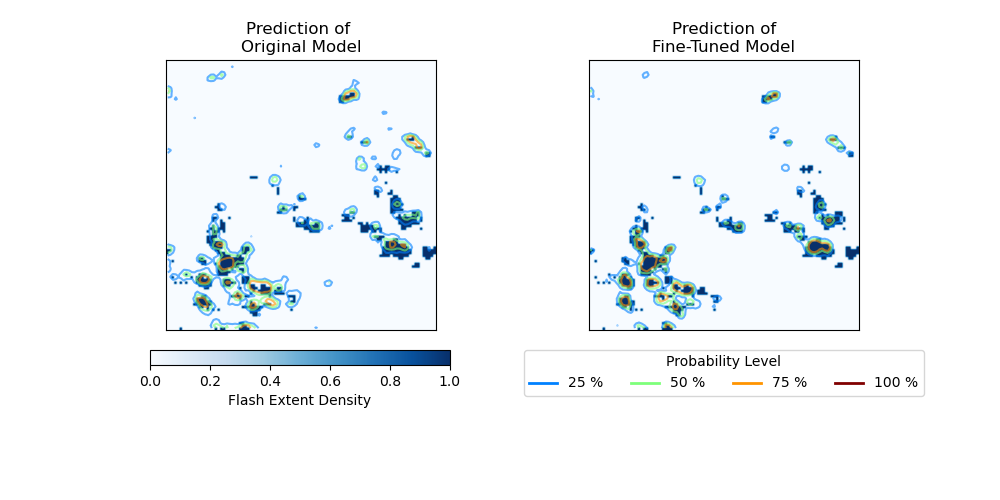 Prediction of
Original Model
Prediction of
Fine-Tuned Model
0.0 0.2 0.4 0.6 0.8 1.0
Flash Extent Density
Probability Level
25 % 50 % 75 % 100 %